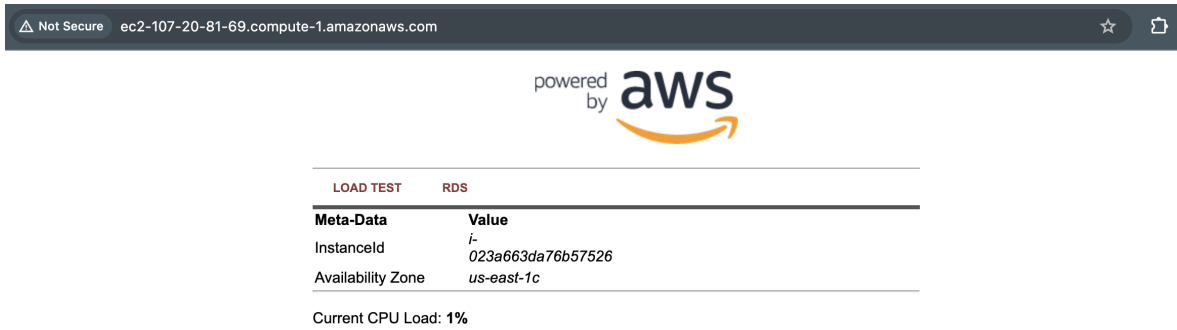 Not Secure ec2-107-20-81-69.compute-1.amazonaws.com
powered
by aws
LOAD TEST RDS
Meta-Data Value
InstanceId i-
023a663da76b57526
Availability Zone us-east-1c
Current CPU Load: 1%